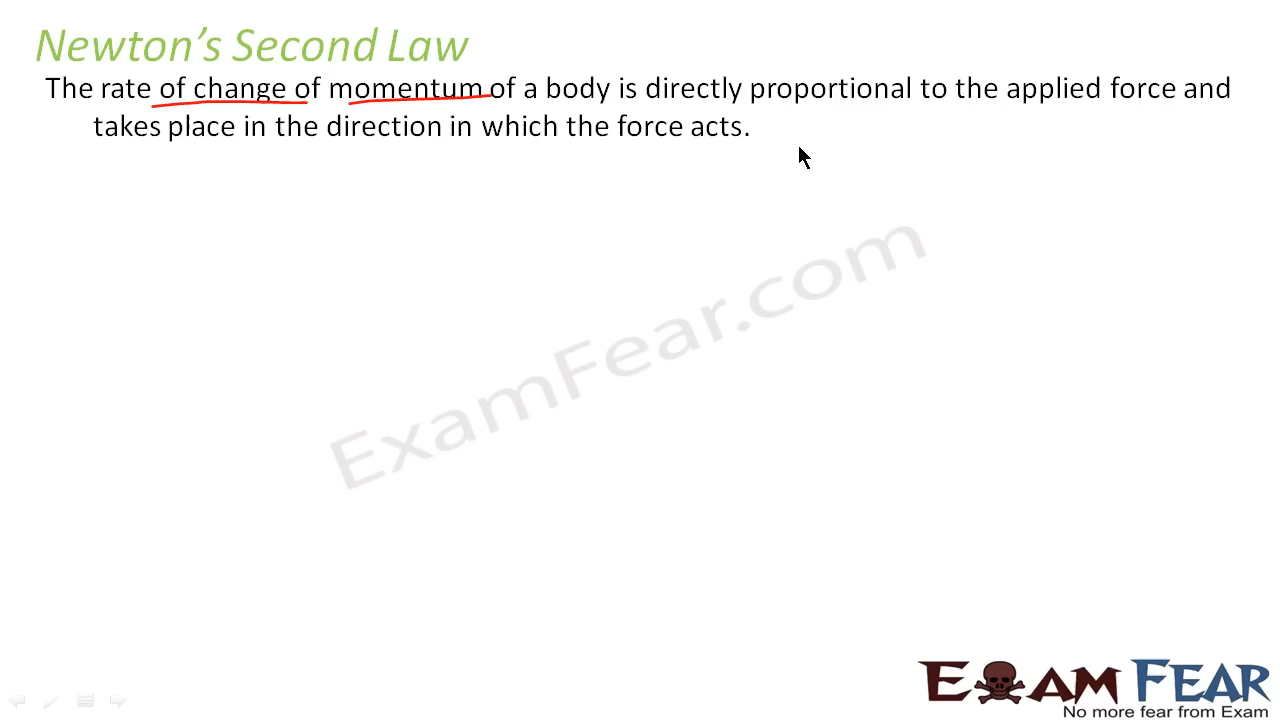 Newton's Second Law
The rate of change of momentum of a body is directly proportional to the applied force and
takes place in the direction in which the force acts.
ExamFear.com
EXAM FEAR
No more fear from Exam